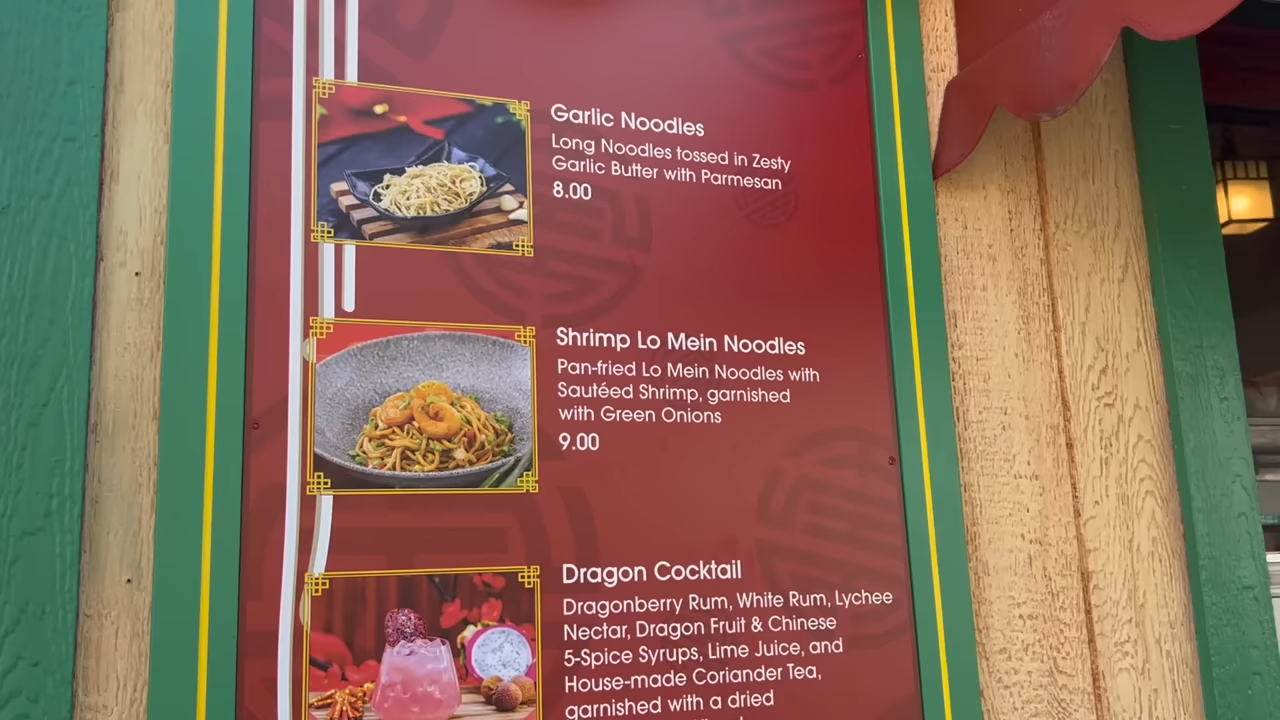 Garlic Noodles
Long Noodles tossed in Zesty
Garlic Butter with Parmesan
8.00
Shrimp Lo Mein Noodles
Pan-fried Lo Mein Noodles with
Sautéed Shrimp, garnished
with Green Onions
9.00
Dragon Cocktail
Dragonberry Rum, White Rum, Lychee
Nectar, Dragon Fruit & Chinese
5-Spice Syrups, Lime Juice, and
House-made Coriander Tea,
garnished with a dried